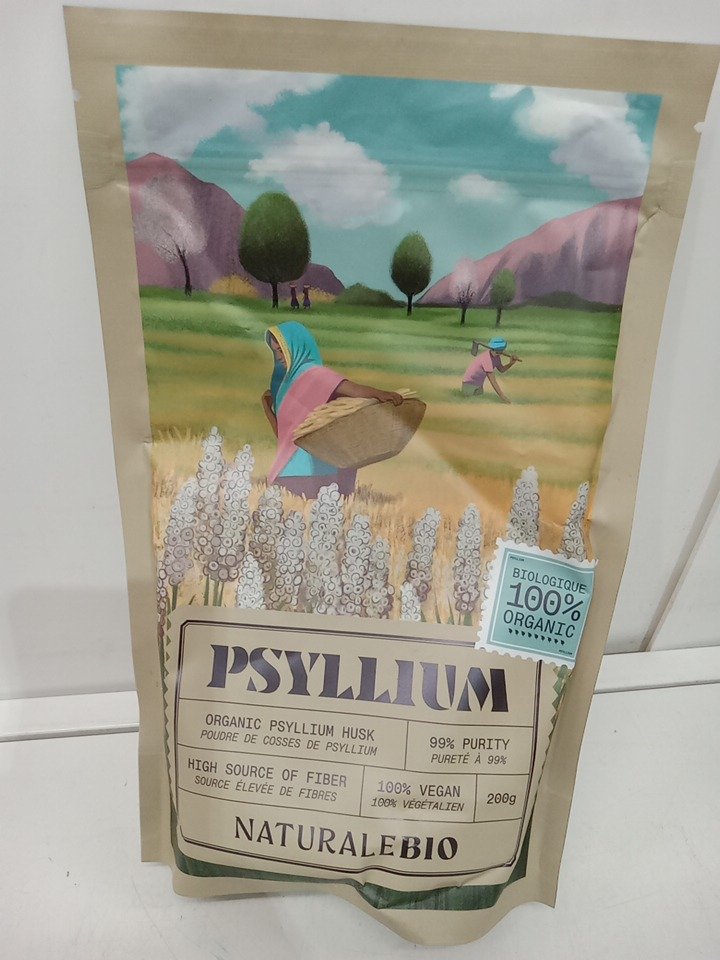 BIOLOGIQUE
100%
ORGANIC
PSYLLIUM
ORGANIC PSYLLIUM HUSK
POUDRE DE COSSES DE PSYLLIUM
99% PURITY
PURETÉ À 99%
HIGH SOURCE OF FIBER
SOURCE ÉLEVÉE DE FIBRES
100% VEGAN
100% VÉGÉTALIEN
200g
NATURALEBIO